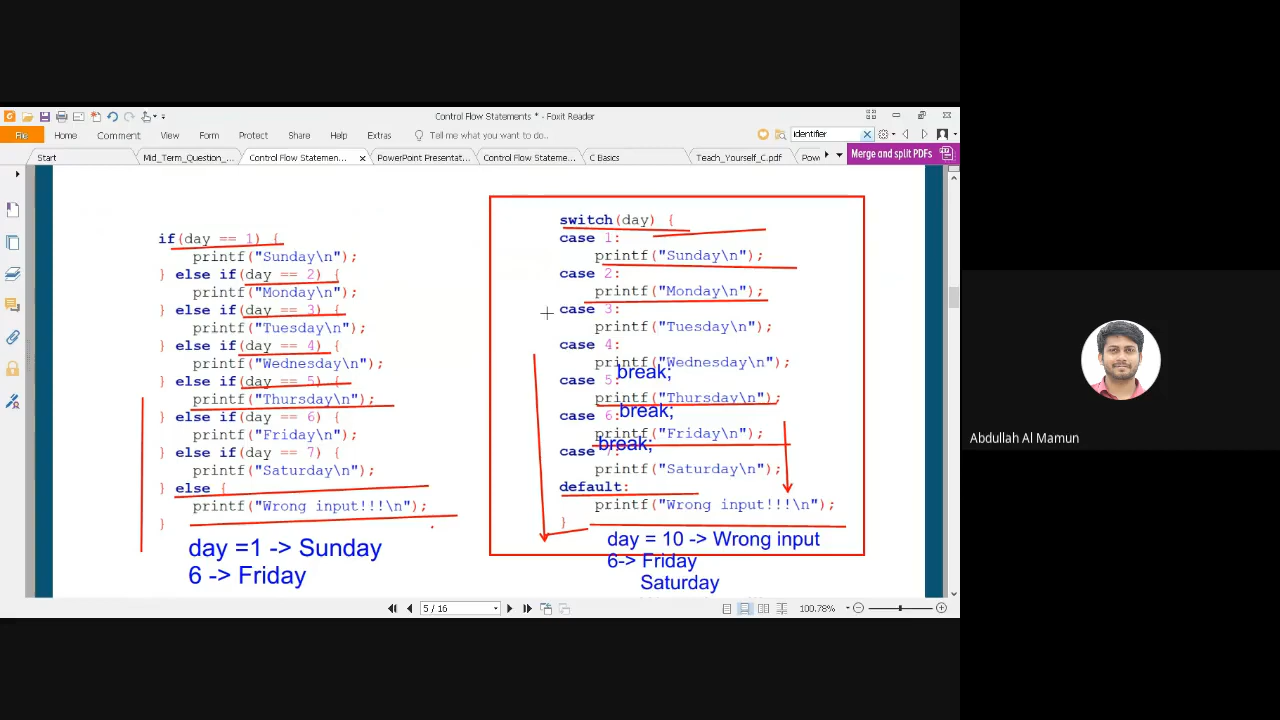 Control Flow Statements * - Foxit Reader
File Home Comment View Form Protect Share Help Extras Tell me what you want to do.. identifier
Start Mid_Term_Question_... Control Flow Statemen... PowerPoint Presentat... Control Flow Stateme... C Basics Teach_Yourself_C.pdf Pow Merge and split PDFs
if(day == 1) {
printf("Sunday\n");
} else if(day == 2) {
printf("Monday\n");
} else if(day == 3) {
printf("Tuesday\n");
} else if(day == 4) {
printf("Wednesday\n");
} else if(day == 5) {
printf("Thursday\n");
} else if(day == 6) {
printf("Friday\n");
} else if(day == 7) {
printf("Saturday\n");
} else {
printf("Wrong input!!!\n");
}
day =1 -> Sunday
6 -> Friday
switch(day) {
case 1:
printf("Sunday\n");
case 2:
printf("Monday\n");
case 3:
printf("Tuesday\n");
case 4:
printf("Wednesday\n");
break;
case 5:
printf("Thursday\n");
break;
case 6:
printf("Friday\n");
break;
case 7:
printf("Saturday\n");
default:
printf("Wrong input!!!\n");
}
day = 10 -> Wrong input
6-> Friday
Saturday
5 / 16 100.78%
Abdullah Al Mamun